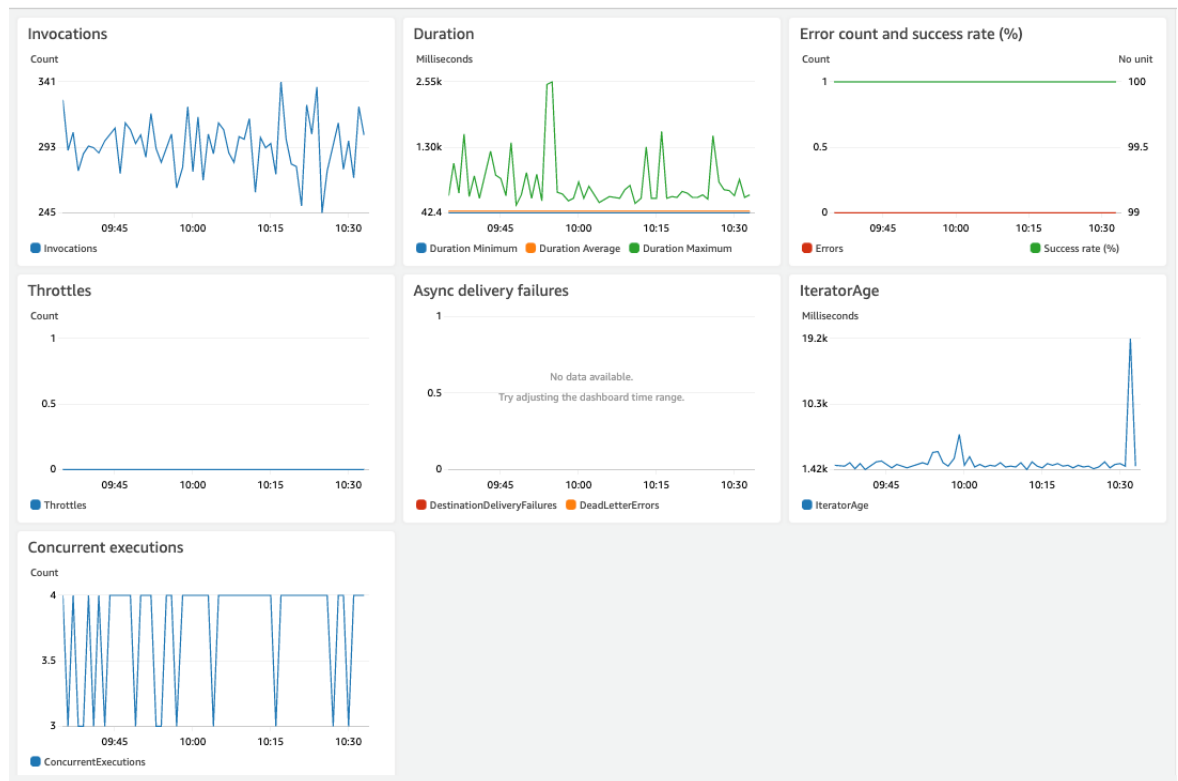 Invocations
Count
341
293
245
09:45 10:00 10:15 10:30
Invocations
Duration
Milliseconds
2.55k
1.30k
42.4
09:45 10:00 10:15 10:30
Duration Minimum Duration Average Duration Maximum
Error count and success rate (%)
Count No unit
1 100
0.5 99.5
0 99
09:45 10:00 10:15 10:30
Errors Success rate (%)
Throttles
Count
1
0.5
0
09:45 10:00 10:15 10:30
Throttles
Async delivery failures
1
No data available.
0.5
Try adjusting the dashboard time range.
0
09:45 10:00 10:15 10:30
DestinationDeliveryFailures DeadLetterErrors
IteratorAge
Milliseconds
19.2k
10.3k
1.42k
09:45 10:00 10:15 10:30
IteratorAge
Concurrent executions
Count
4
3.5
3
09:45 10:00 10:15 10:30
ConcurrentExecutions